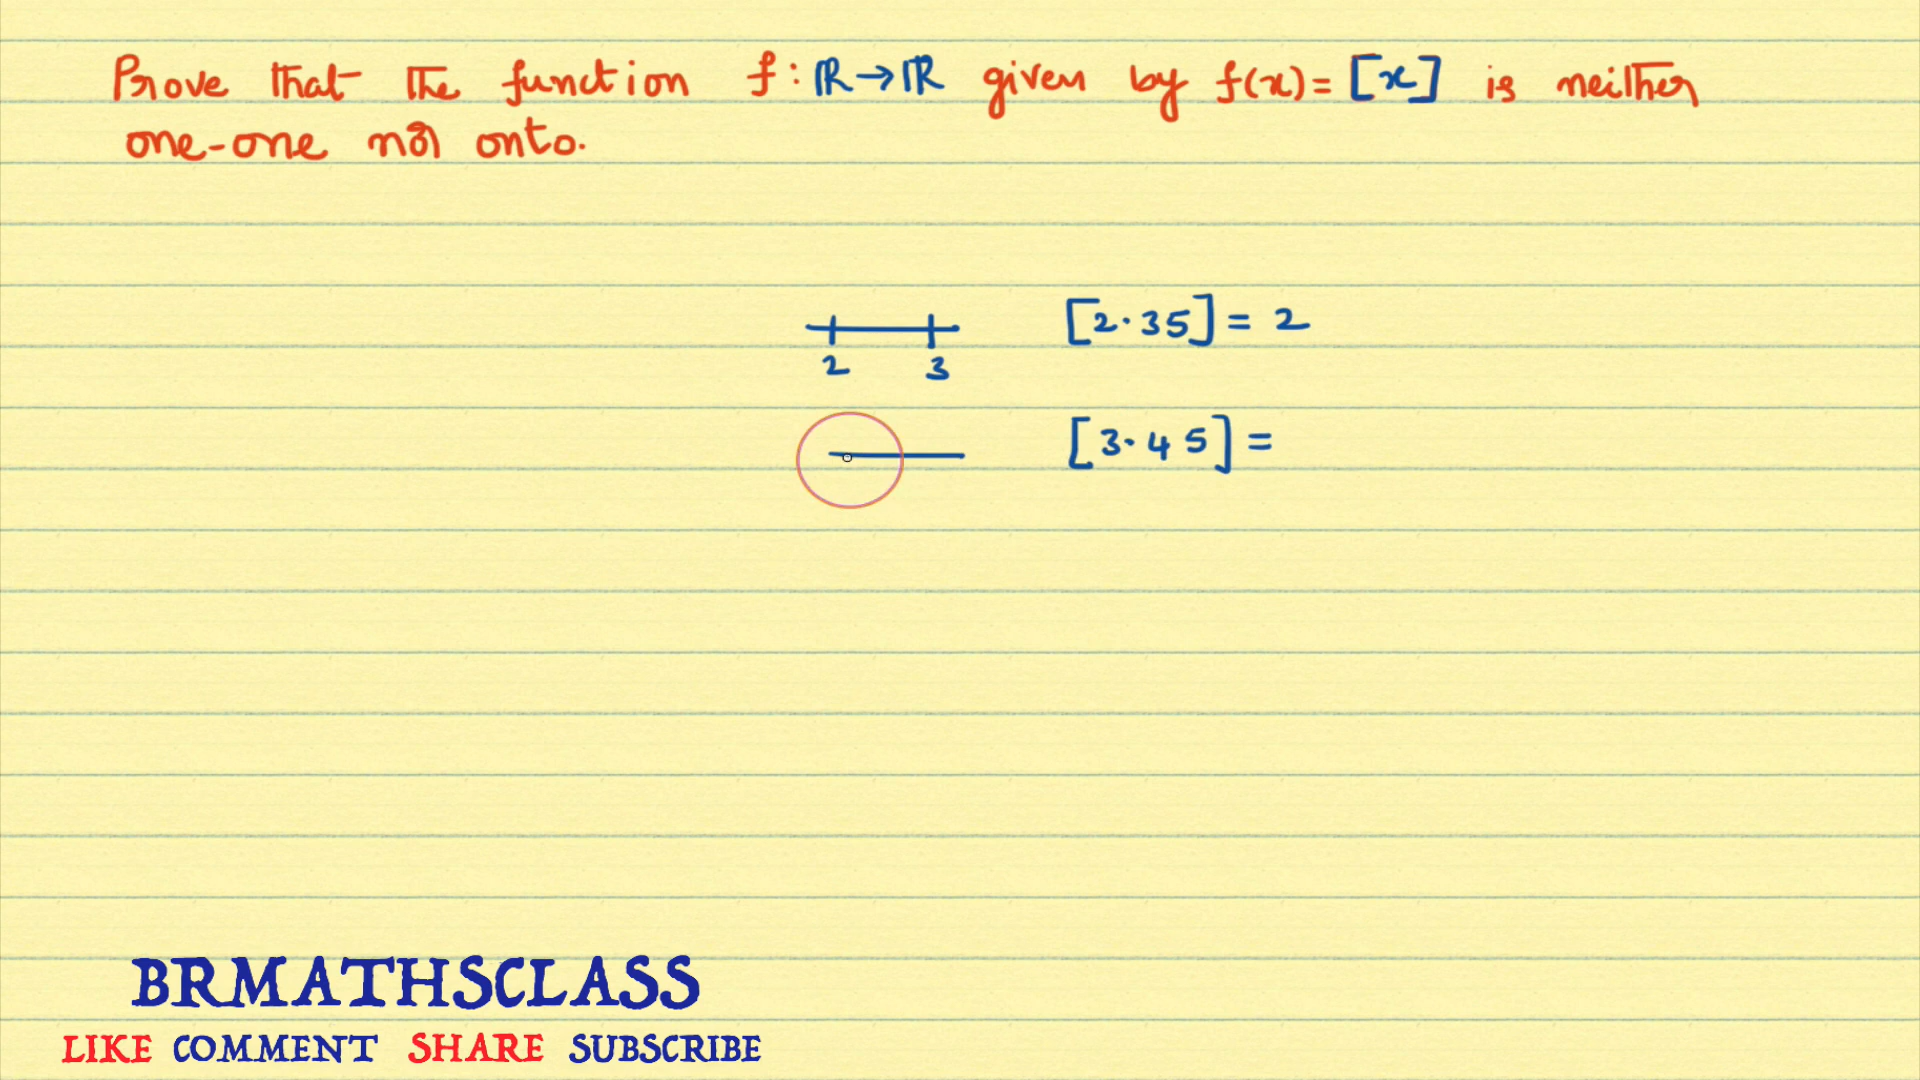 Prove that the function f: ℝ→ℝ given by f(x)= [x] is neither
one-one nor onto.
[2.35] = 2
2 3
[3.45] =
BRMATHSCLASS
LIKE COMMENT SHARE SUBSCRIBE